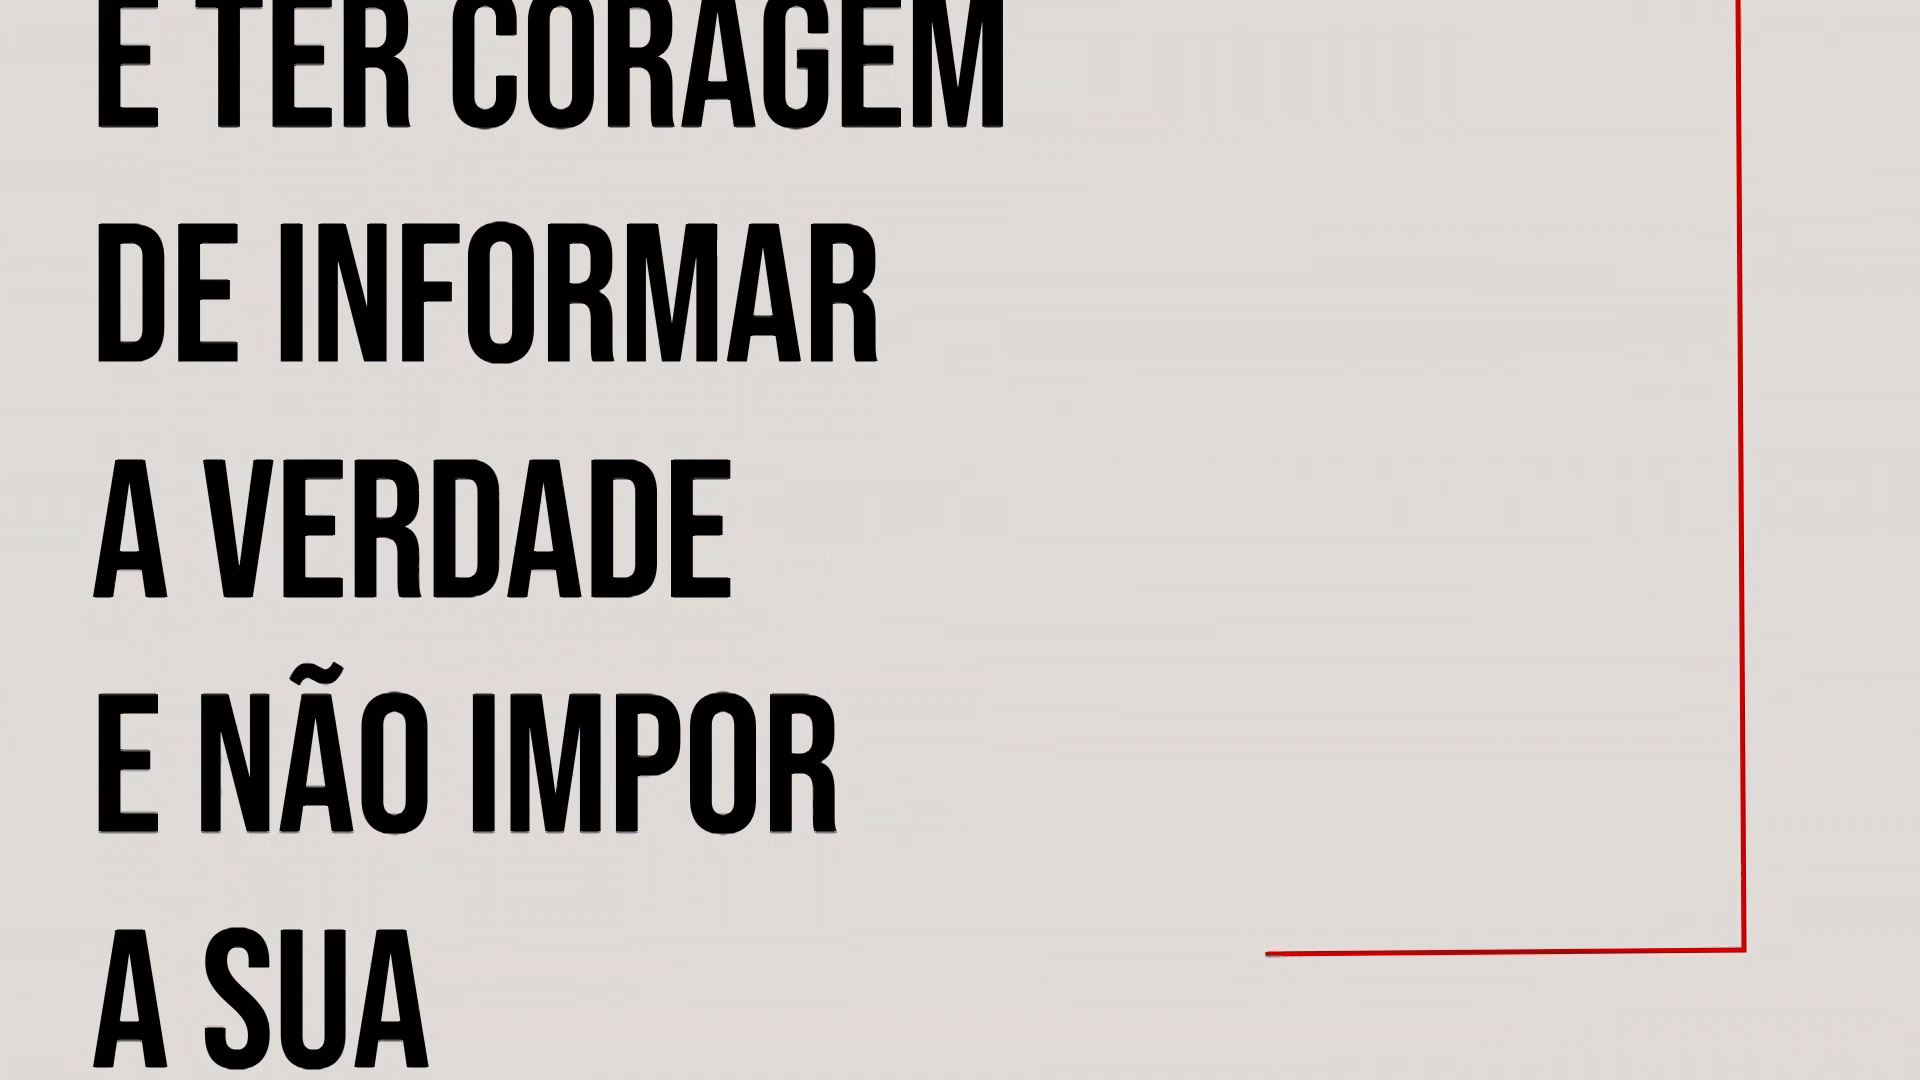 E TER CORAGEM
DE INFORMAR
A VERDADE
E NÃO IMPOR
A SUA